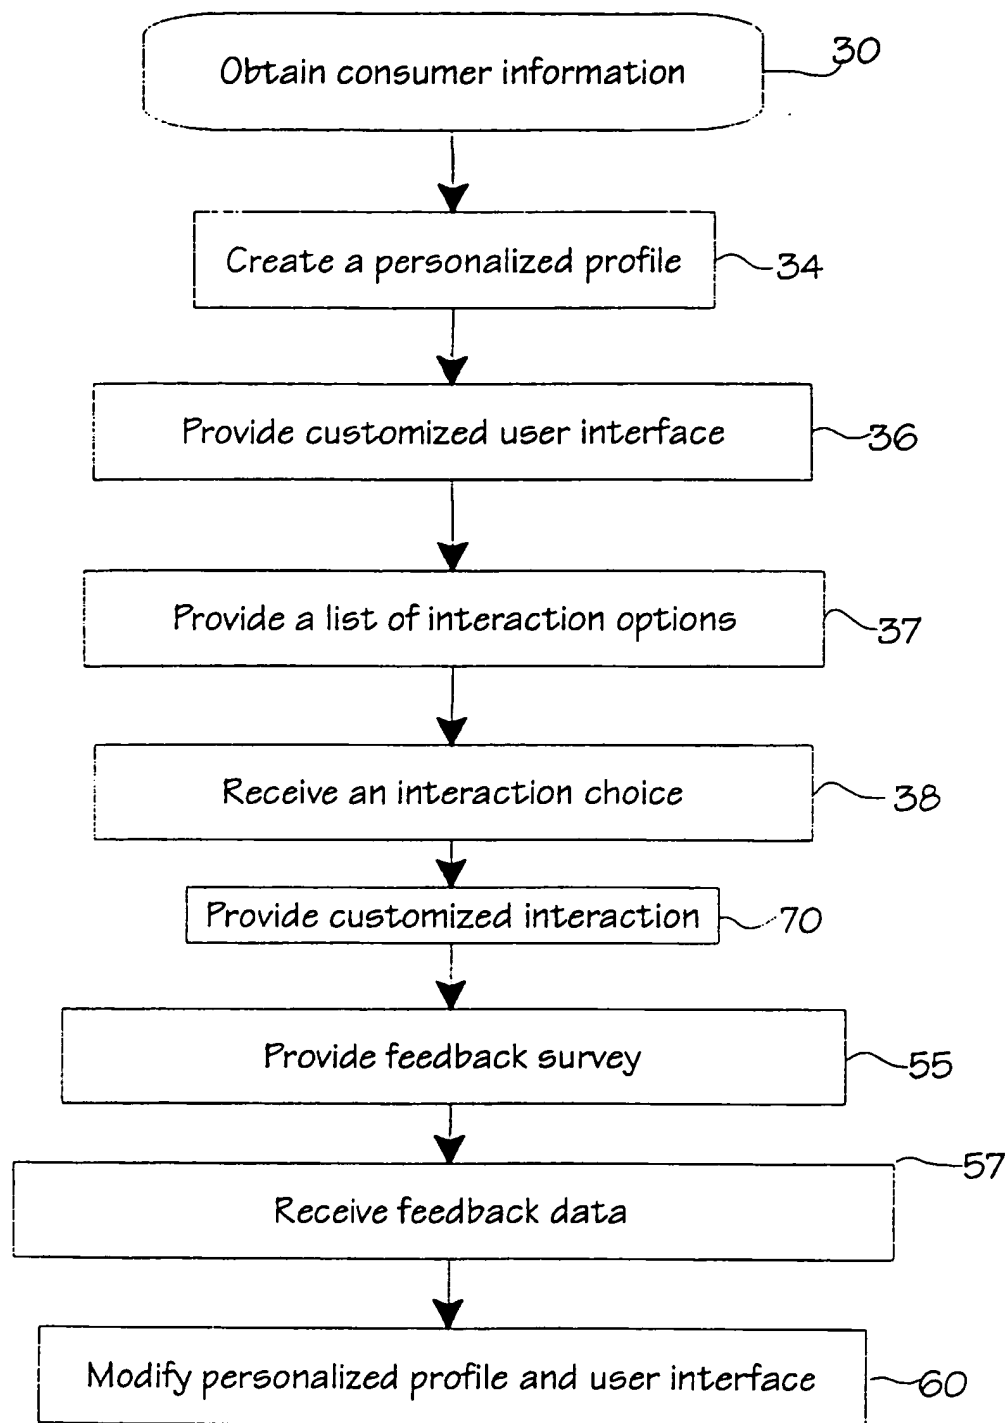 Obtain consumer information
30
Create a personalized profile
34
Provide customized user interface
36
Provide a list of interaction options
37
Receive an interaction choice
38
Provide customized interaction
70
Provide feedback survey
55
57
Receive feedback data
Modify personalized profile and user interface
60